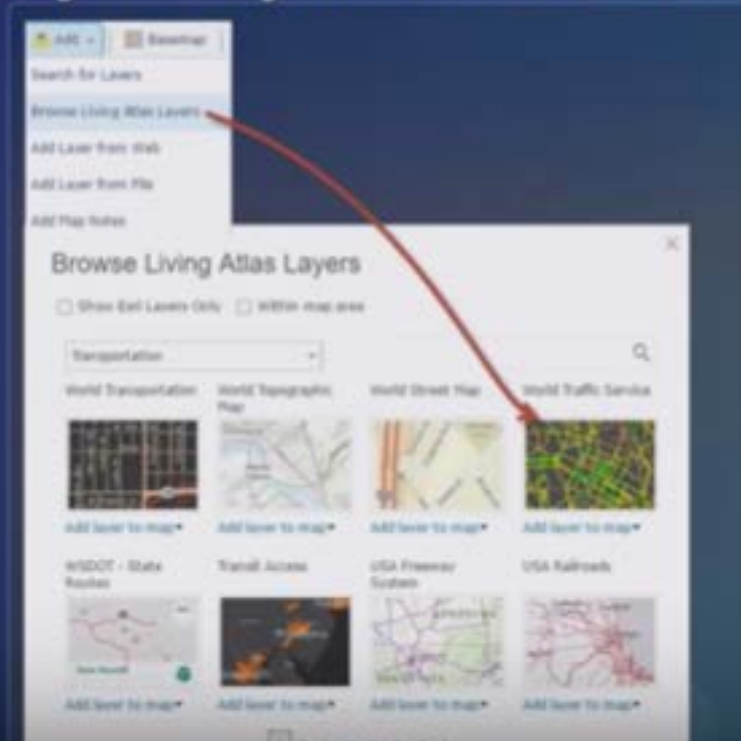 Add
Basemap
Search for Layers
Browse Living Atlas Layers
Add Layer from Web
Add Layer from File
Add Map Notes
Browse Living Atlas Layers
Show Esri Layers Only
Within map area
Transportation
World Transportation
World Topographic
Map
World Street Map
World Traffic Service
Add layer to map
Add layer to map
Add layer to map
Add layer to map
WSDOT - State
Routes
Transit Access
USA Freeway
System
USA Railroads
Add layer to map
Add layer to map
Add layer to map
Add layer to map